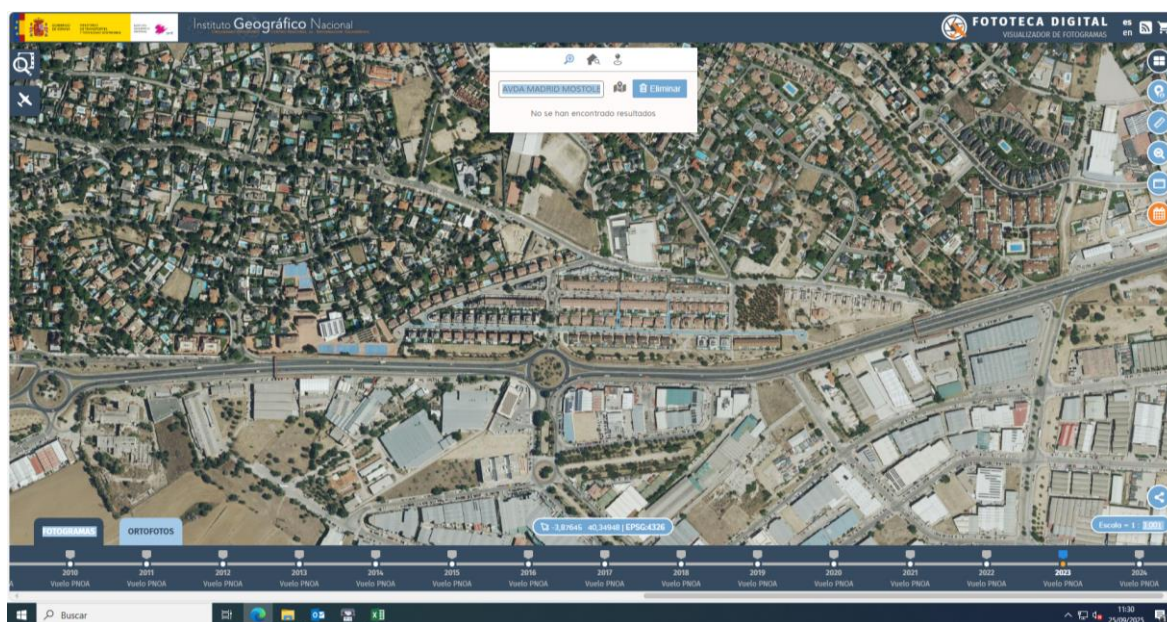 Instituto Geográfico Nacional
FOTOTECA DIGITAL
VISUALIZADOR DE FOTOGRAMAS
es
en
AVDA MADRID MOSTOLE
Eliminar
No se han encontrado resultados
FOTOGRAMAS
ORTOFOTOS
-3,87645 40,34948 | EPSG:4326
Escala = 1 : 3.001
2010 2011 2012 2013 2014 2015 2016 2017 2018 2019 2020 2021 2022 2023 2024
A Vuelo PNOA Vuelo PNOA Vuelo PNOA Vuelo PNOA Vuelo PNOA Vuelo PNOA Vuelo PNOA Vuelo PNOA Vuelo PNOA Vuelo PNOA Vuelo PNOA Vuelo PNOA Vuelo PNOA Vuelo PNOA Vuelo PNOA
Buscar
11:30
25/09/2025